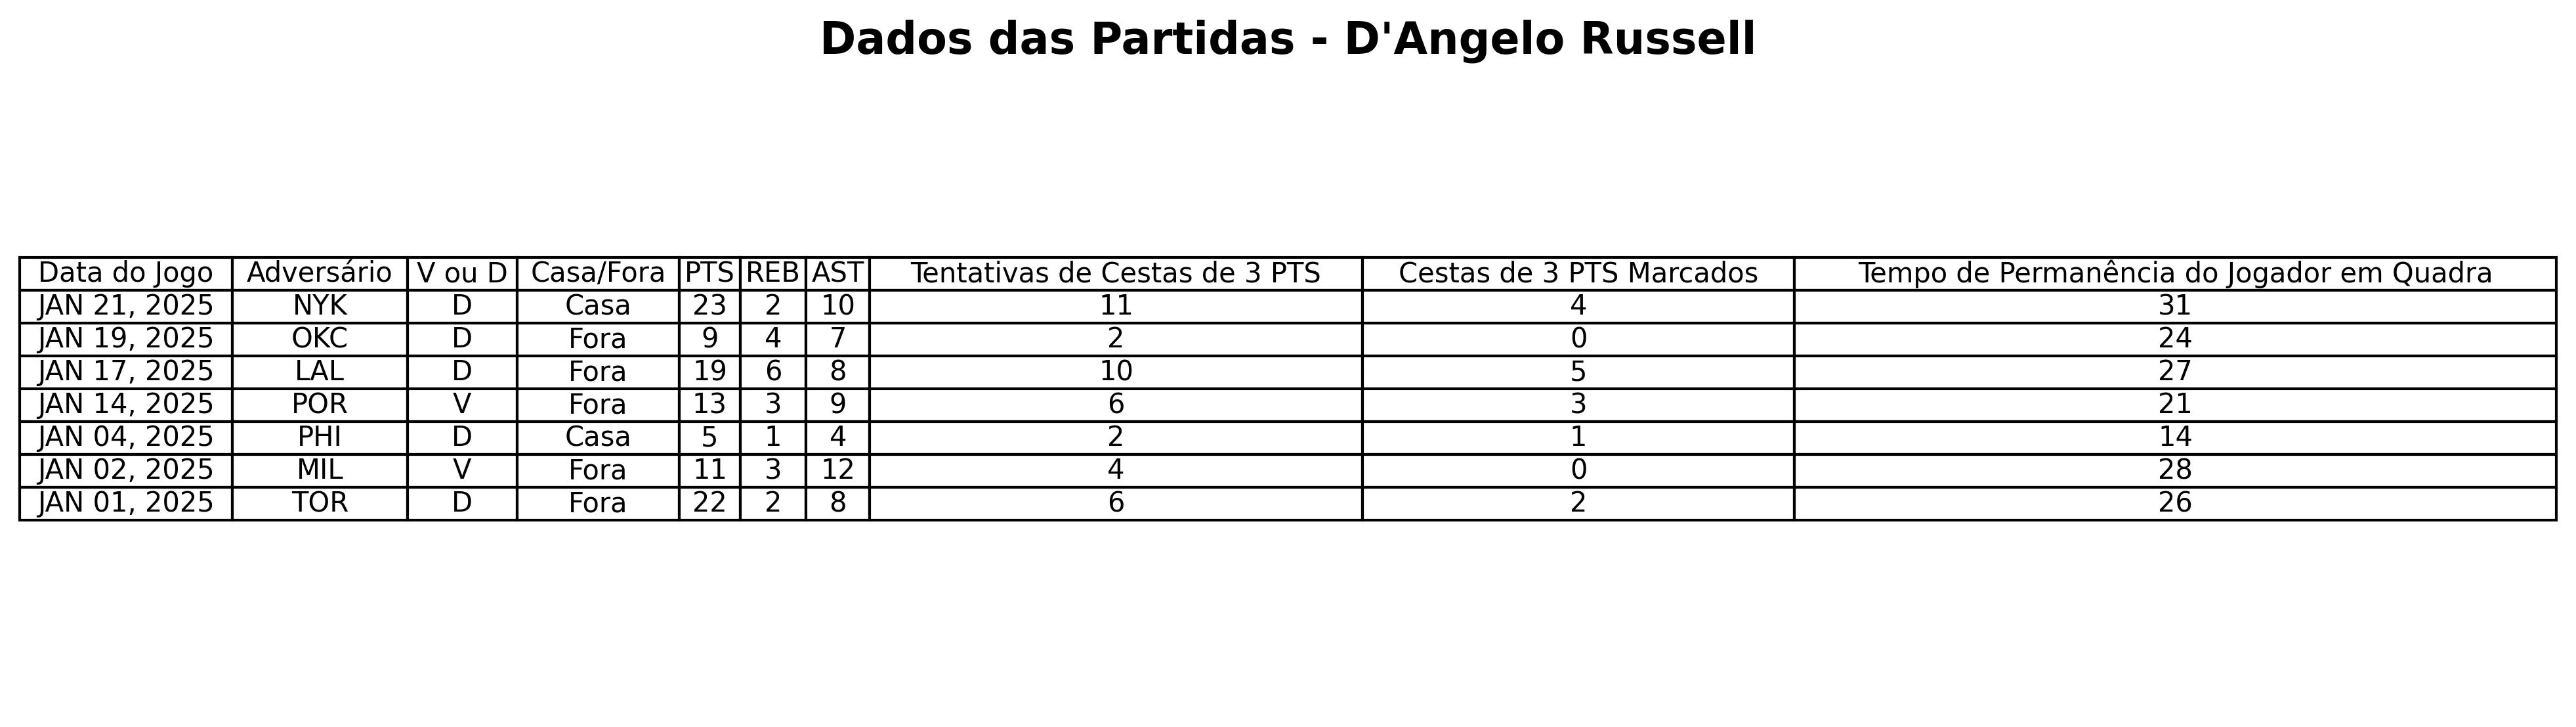 Dados das Partidas - D'Angelo Russell
Data do Jogo Adversário V ou D Casa/Fora PTS REB AST Tentativas de Cestas de 3 PTS Cestas de 3 PTS Marcados Tempo de Permanência do Jogador em Quadra
JAN 21, 2025 NYK D Casa 23 2 10 11 4 31
JAN 19, 2025 OKC D Fora 9 4 7 2 0 24
JAN 17, 2025 LAL D Fora 19 6 8 10 5 27
JAN 14, 2025 POR V Fora 13 3 9 6 3 21
JAN 04, 2025 PHI D Casa 5 1 4 2 1 14
JAN 02, 2025 MIL V Fora 11 3 12 4 0 28
JAN 01, 2025 TOR D Fora 22 2 8 6 2 26